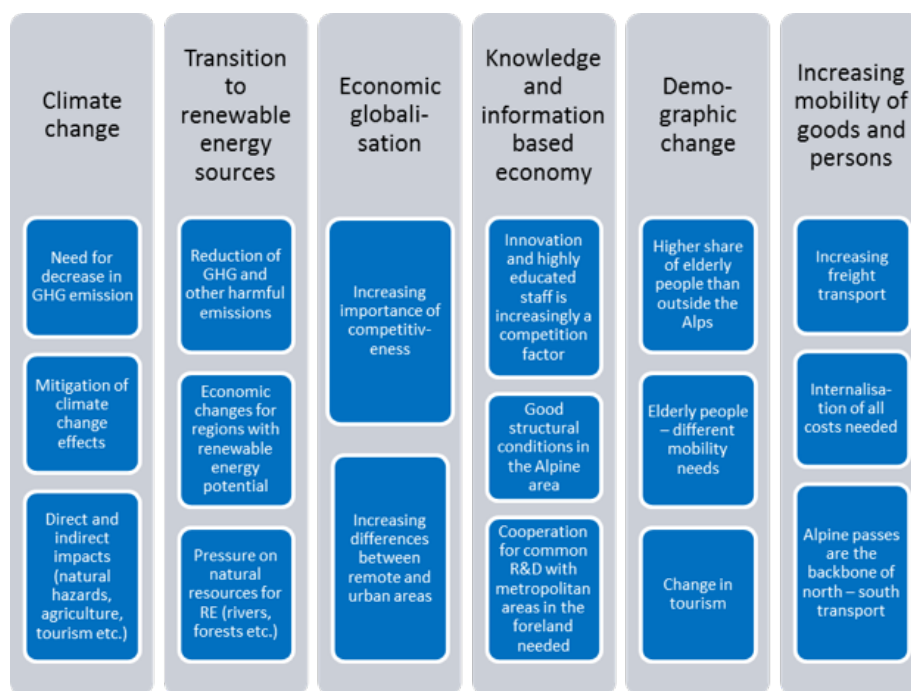 Climate
change
Need for
decrease in
GHG emission
Mitigation of
climate
change
effects
Direct and
indirect impacts
(natural
hazards,
agriculture,
tourism etc.)
Transition
to
renewable
energy
sources
Reduction of
GHG and
other harmful
emissions
Economic
changes for
regions with
renewable
energy
potential
Pressure on
natural
resources for
RE (rivers,
forests etc.)
Economic
globali-
sation
Increasing
importance of
competitiv-
eness
Increasing
differences
between
remote and
urban areas
Knowledge
and
information
based
economy
Innovation
and highly
educated
staff is
increasingly a
competition
factor
Good
structural
conditions in
the Alpine
area
Cooperation
for common
R&D with
metropolitan
areas in the
foreland
needed
Demo-
graphic
change
Higher share
of elderly
people than
outside the
Alps
Elderly people
– different
mobility
needs
Change in
tourism
Increasing
mobility of
goods and
persons
Increasing
freight
transport
Internalisa-
tion of all
costs needed
Alpine passes
are the
backbone of
north – south
transport